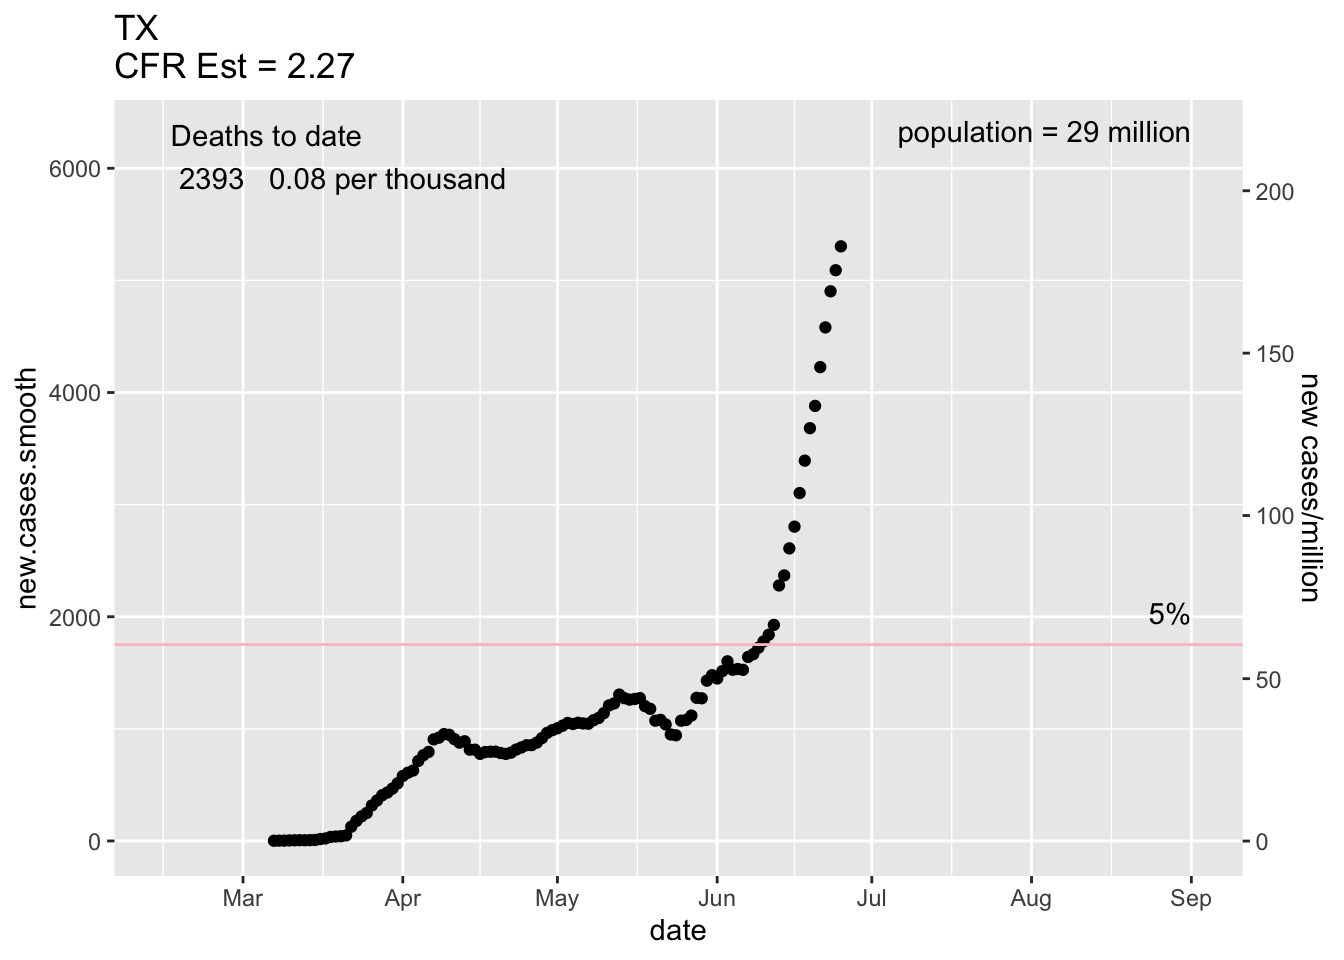 TX
CFR Est = 2.27
Deaths to date
2393 0.08 per thousand
population = 29 million
6000
4000
2000
0
new.cases.smooth
200
150
100
50
0
new cases/million
5%
Mar Apr May Jun Jul Aug Sep
date